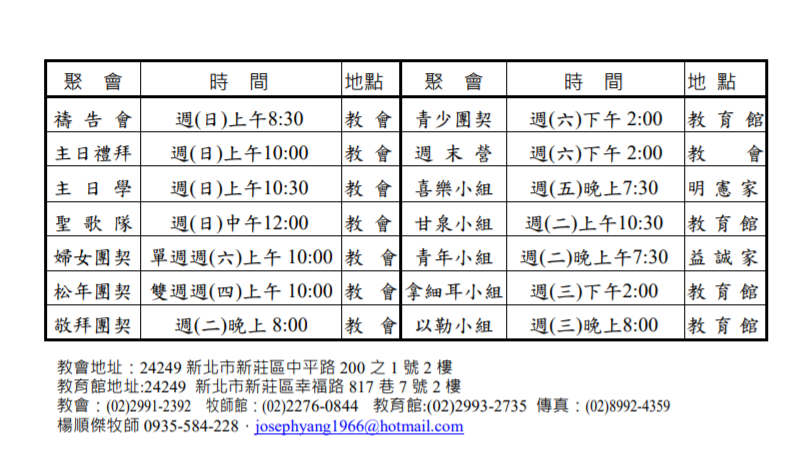 聚 會 時 間 地點 聚 會 時 間 地 點
禱 告 會 週(日)上午8:30 教 會 青少團契 週(六)下午 2:00 教 育 館
主日禮拜 週(日)上午10:00 教 會 週 末 營 週(六)下午 2:00 教 會
主 日 學 週(日)上午10:30 教 會 喜樂小組 週(五)晚上7:30 明 憲 家
聖 歌 隊 週(日)中午12:00 教 會 甘泉小組 週(二)上午10:30 教 育 館
婦女團契 單週週(六)上午 10:00 教 會 青年小組 週(二)晚上午7:30 益 誠 家
松年團契 雙週週(四)上午 10:00 教 會 拿細耳小組 週(三)下午2:00 教 育 館
敬拜團契 週(二)晚上 8:00 教 會 以勒小組 週(三)晚上8:00 教 育 館
教會地址：24249 新北市新莊區中平路 200 之 1 號 2 樓
教育館地址:24249 新北市新莊區幸福路 817 巷 7 號 2 樓
教會：(02)2991-2392 牧師館：(02)2276-0844 教育館:(02)2993-2735 傳真：(02)8992-4359
楊順傑牧師 0935-584-228，josephyang1966@hotmail.com